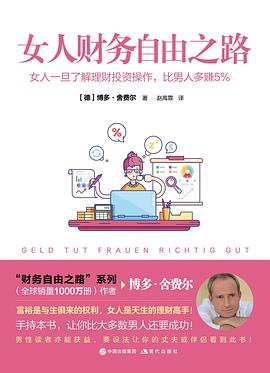 女人财务自由之路
女人一旦了解理财投资操作，比男人多赚5%
［德］博多·舍费尔 著 赵禹霏 译
GELD TUT FRAUEN RICHTIG GUT
“财务自由之路”系列
（全球销量1000万册）作者
博多·舍费尔
富裕是与生俱来的权利，女人是天生的理财高手！
手持本书，让你比大多数男人还要成功！
男性读者亦能获益，要设法让你的丈夫或伴侣看到此书！
中国出版集团 现代出版社